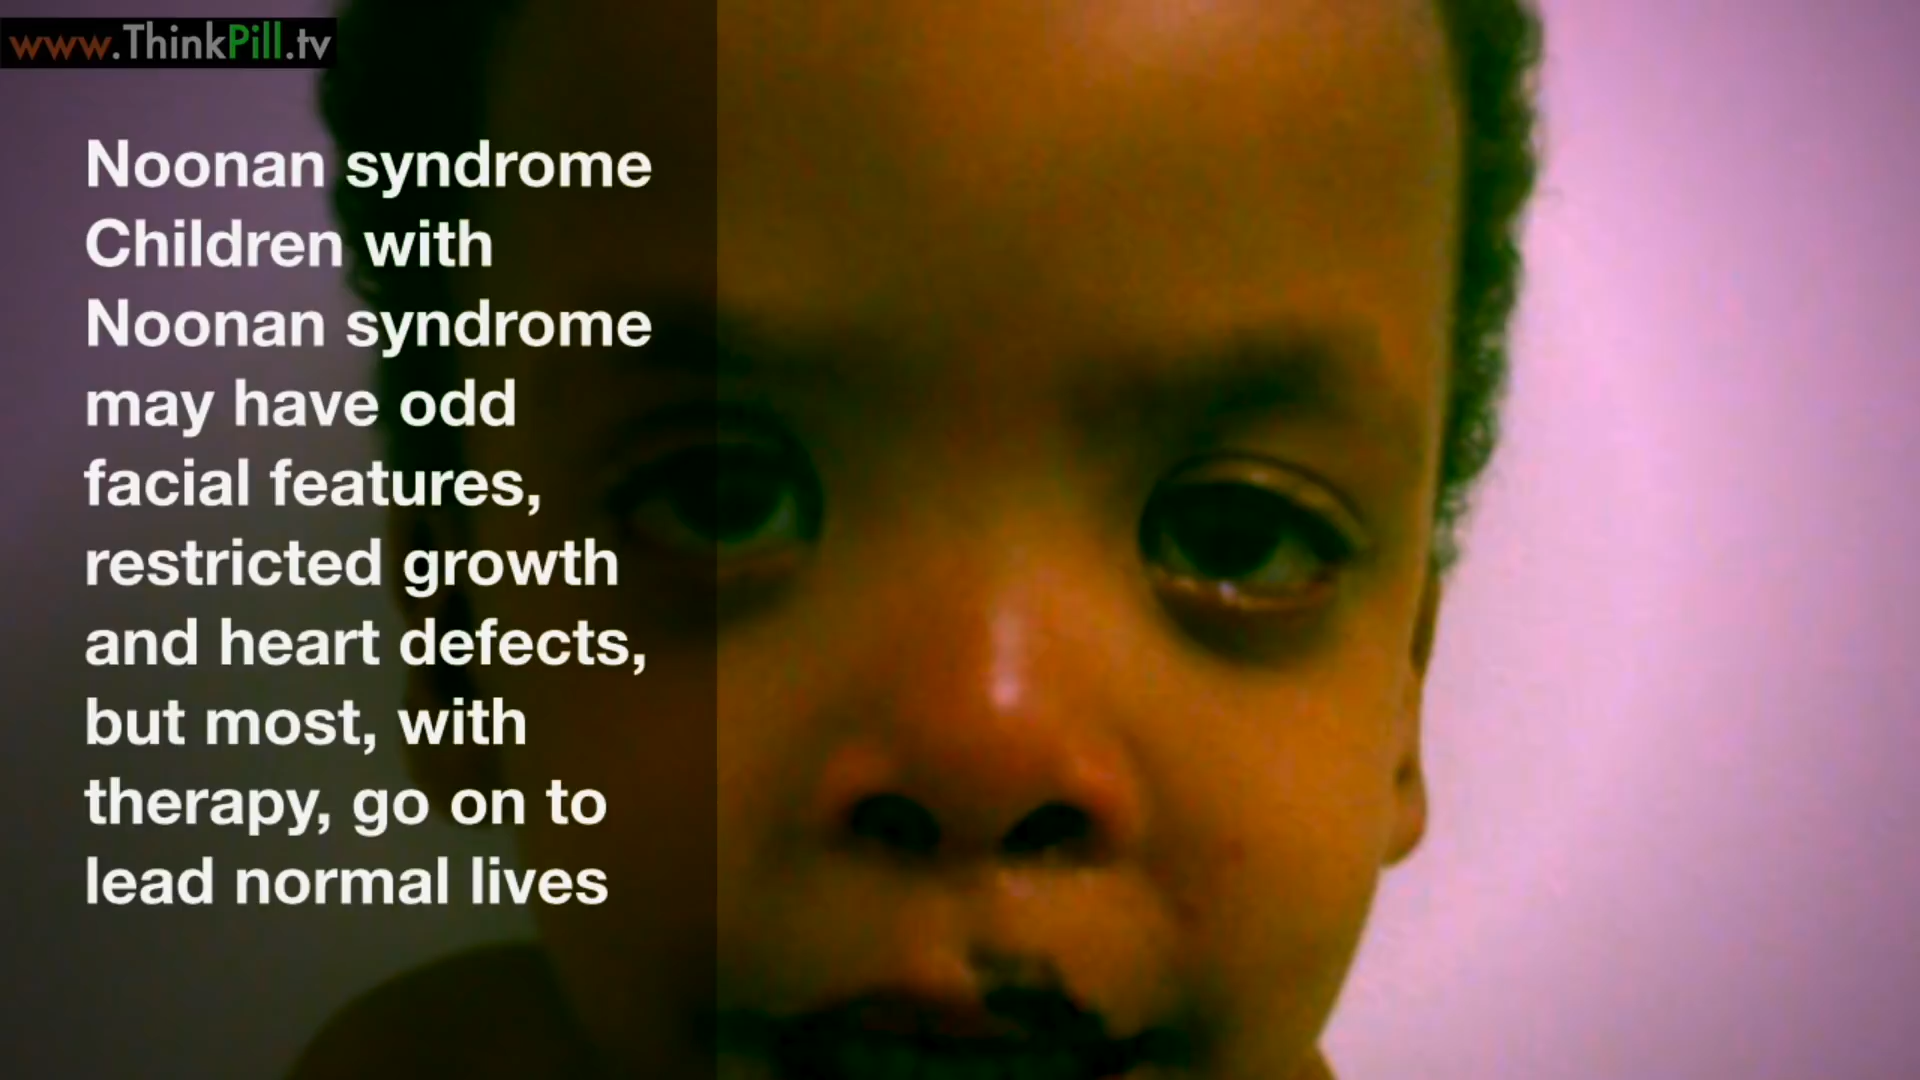 www.ThinkPill.tv
Noonan syndrome
Children with
Noonan syndrome
may have odd
facial features,
restricted growth
and heart defects,
but most, with
therapy, go on to
lead normal lives